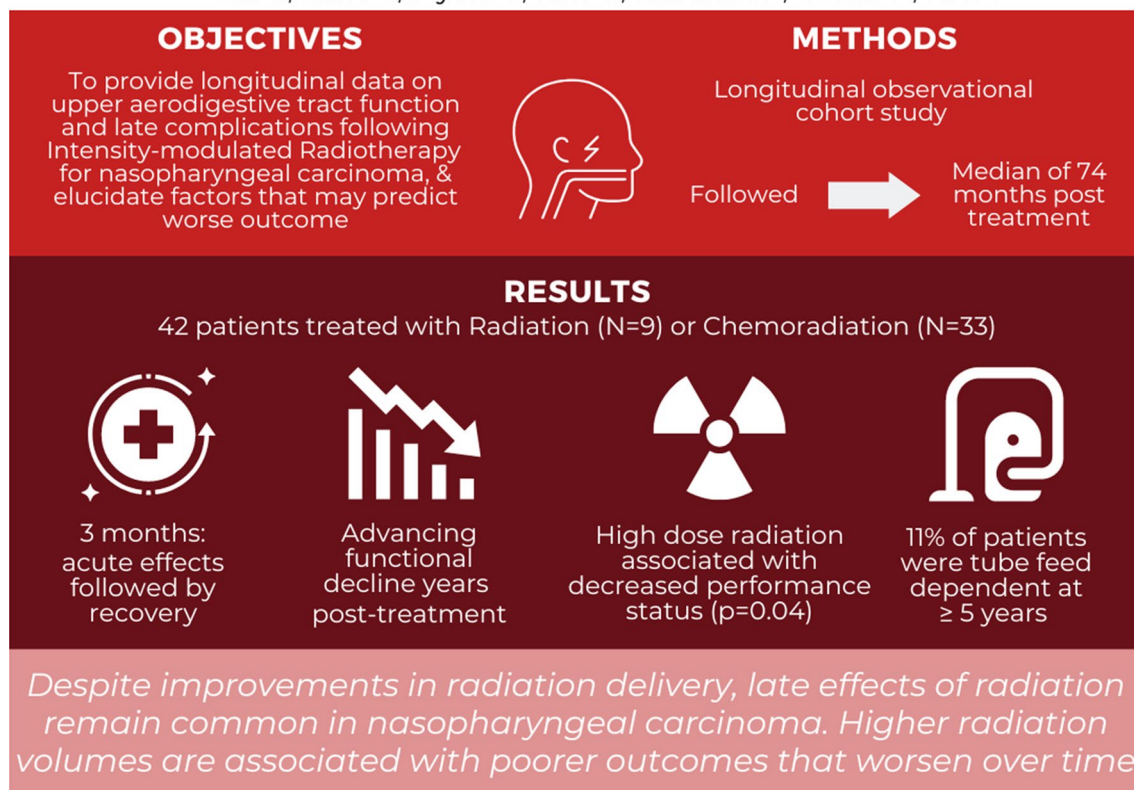 OBJECTIVES
To provide longitudinal data on
upper aerodigestive tract function
and late complications following
Intensity-modulated Radiotherapy
for nasopharyngeal carcinoma, &
elucidate factors that may predict
worse outcome
METHODS
Longitudinal observational
cohort study
Followed
Median of 74
months post
treatment
RESULTS
42 patients treated with Radiation (N=9) or Chemoradiation (N=33)
3 months:
acute effects
followed by
recovery
Advancing
functional
decline years
post-treatment
High dose radiation
associated with
decreased performance
status (p=0.04)
11% of patients
were tube feed
dependent at
≥ 5 years
Despite improvements in radiation delivery, late effects of radiation
remain common in nasopharyngeal carcinoma. Higher radiation
volumes are associated with poorer outcomes that worsen over time